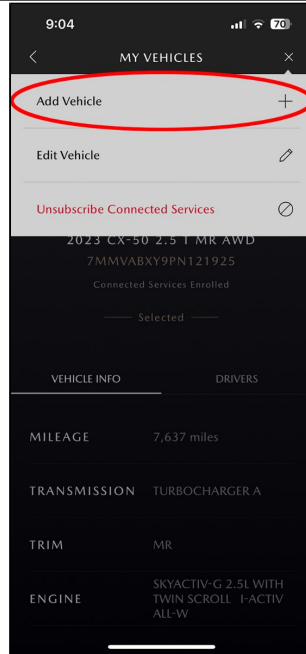 9:04
70
MY VEHICLES
Add Vehicle
Edit Vehicle
Unsubscribe Connected Services
2023 CX-50 2.5 T MR AWD
7MMVABXY9PN121925
Connected Services Enrolled
Selected
VEHICLE INFO DRIVERS
MILEAGE 7,637 miles
TRANSMISSION TURBOCHARGER A
TRIM MR
ENGINE SKYACTIV-G 2.5L WITH
TWIN SCROLL I-ACTIV
ALL-W